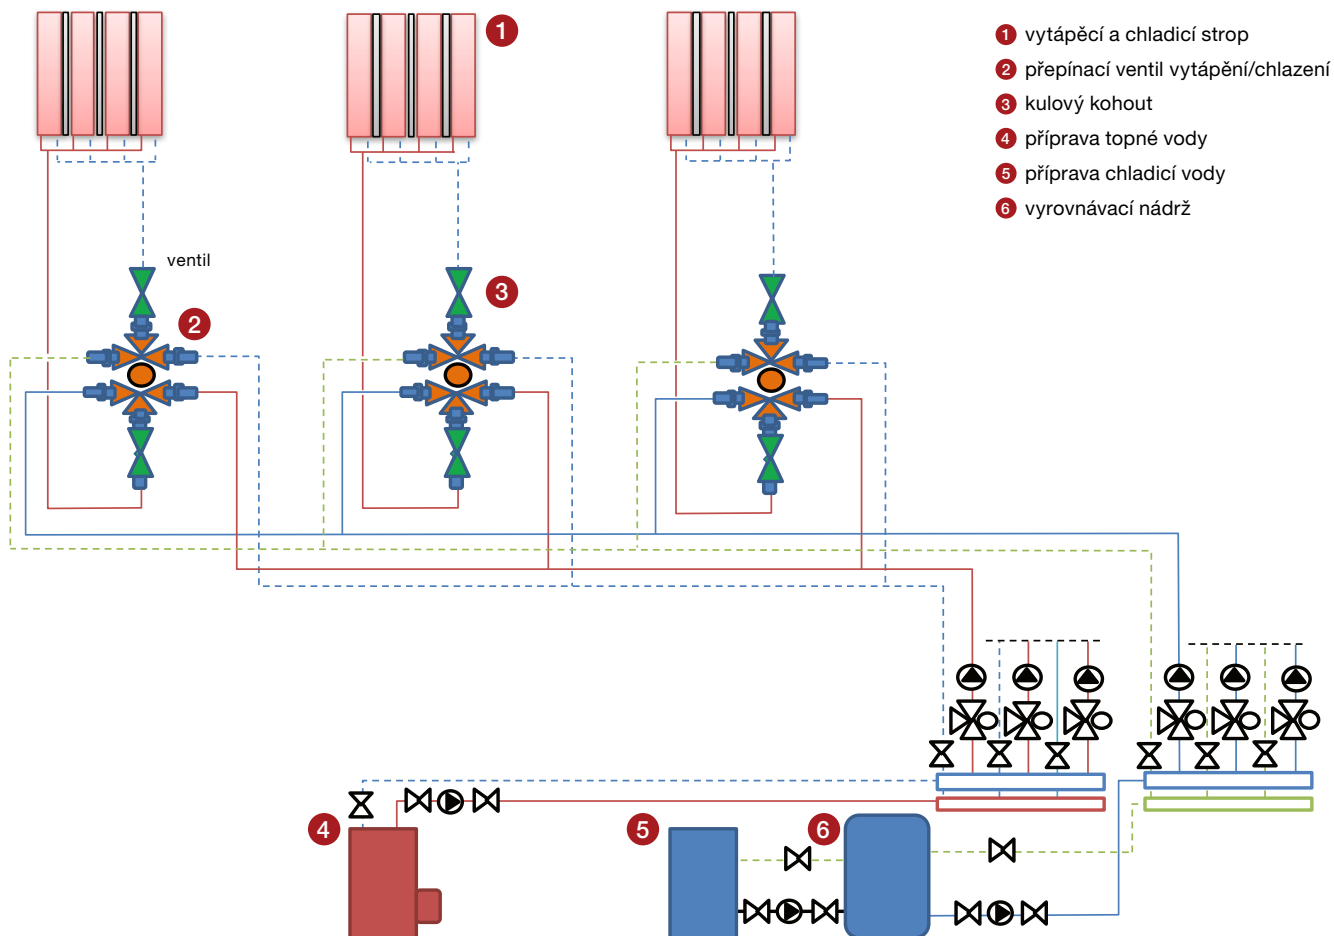 1
1 vytápěcí a chladicí strop
2 přepínací ventil vytápění/chlazení
3 kulový kohout
4 příprava topné vody
5 příprava chladicí vody
6 vyrovnávací nádrž
ventil
3
2
4
5
6